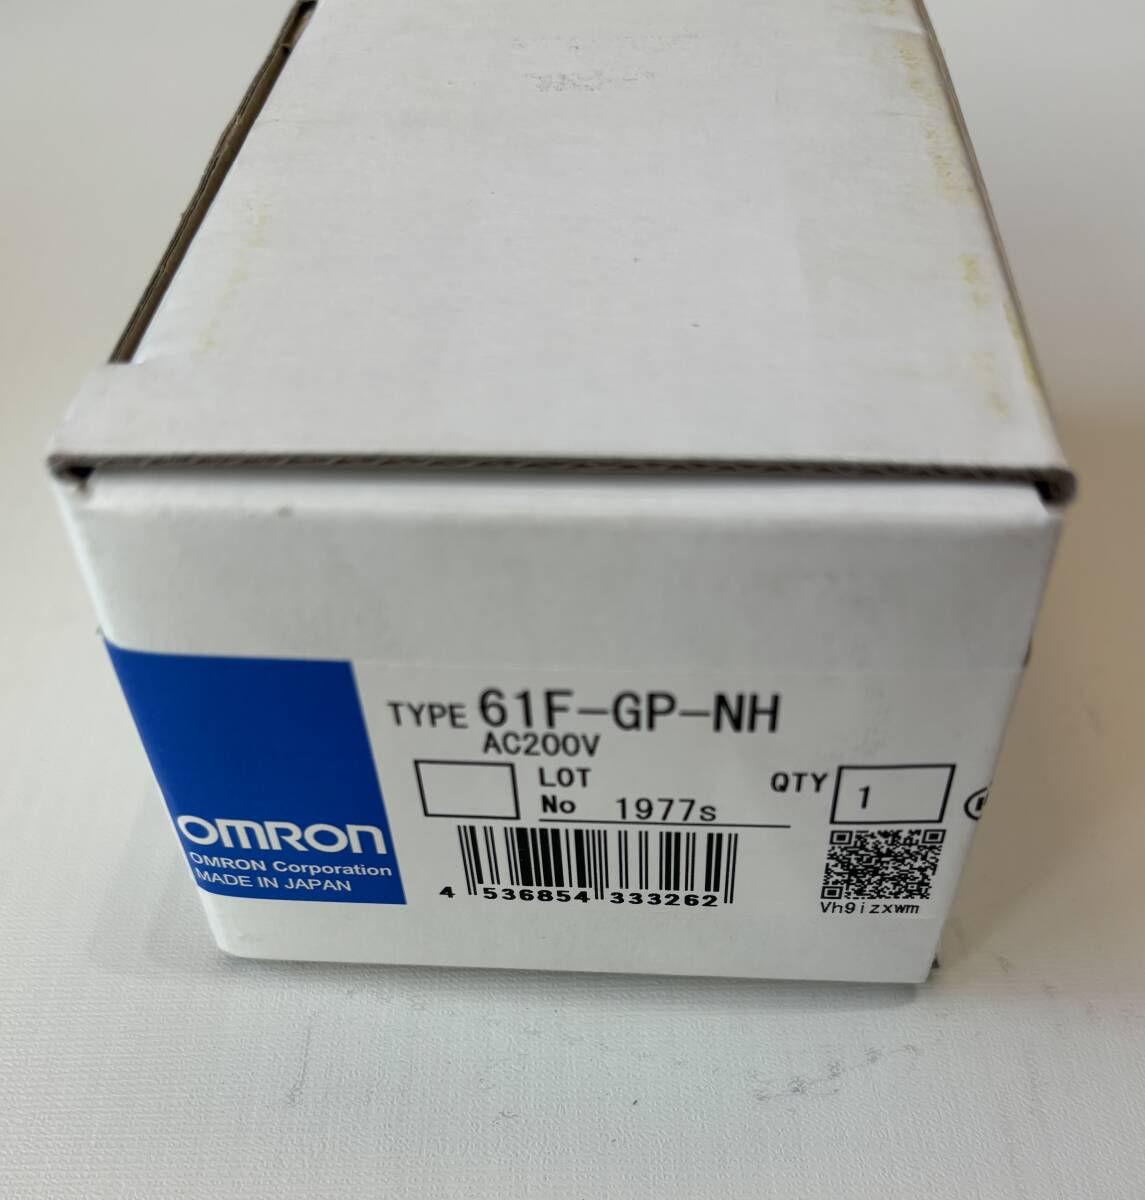 TYPE 61F-GP-NH
AC200V
LOT
No 1977s
QTY 1
OMRON
OMRON Corporation
MADE IN JAPAN
4 536854 333262
Vh9izxwm